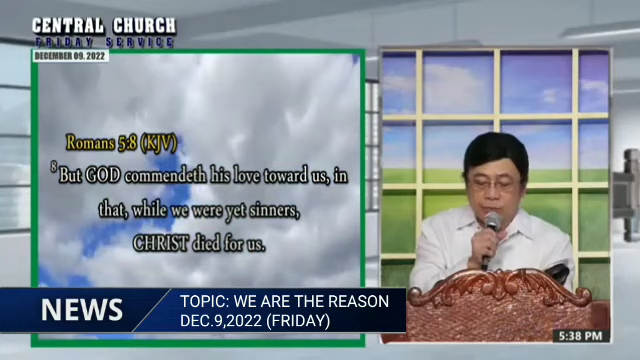 CENTRAL CHURCH
FRIDAY SERVICE
DECEMBER 09, 2022
Romans 5:8 (KJV)
8 But GOD commendeth his love toward us, in
that, while we were yet sinners,
CHRIST died for us.
NEWS
TOPIC: WE ARE THE REASON
DEC.9,2022 (FRIDAY)
5:38 PM